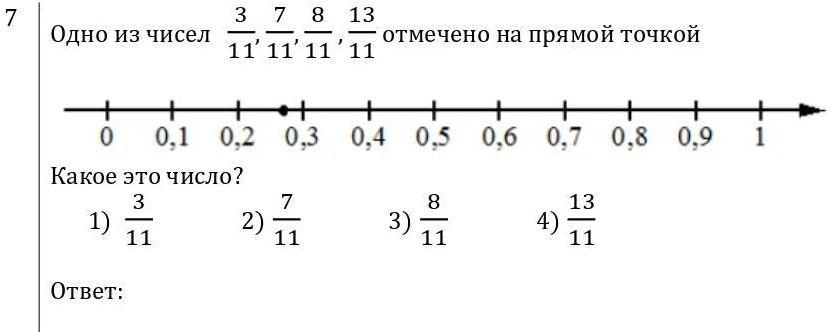 7
Одно из чисел 3/11, 7/11, 8/11, 13/11 отмечено на прямой точкой
0 0,1 0,2 0,3 0,4 0,5 0,6 0,7 0,8 0,9 1
Какое это число?
1) 3/11 2) 7/11 3) 8/11 4) 13/11
Ответ: